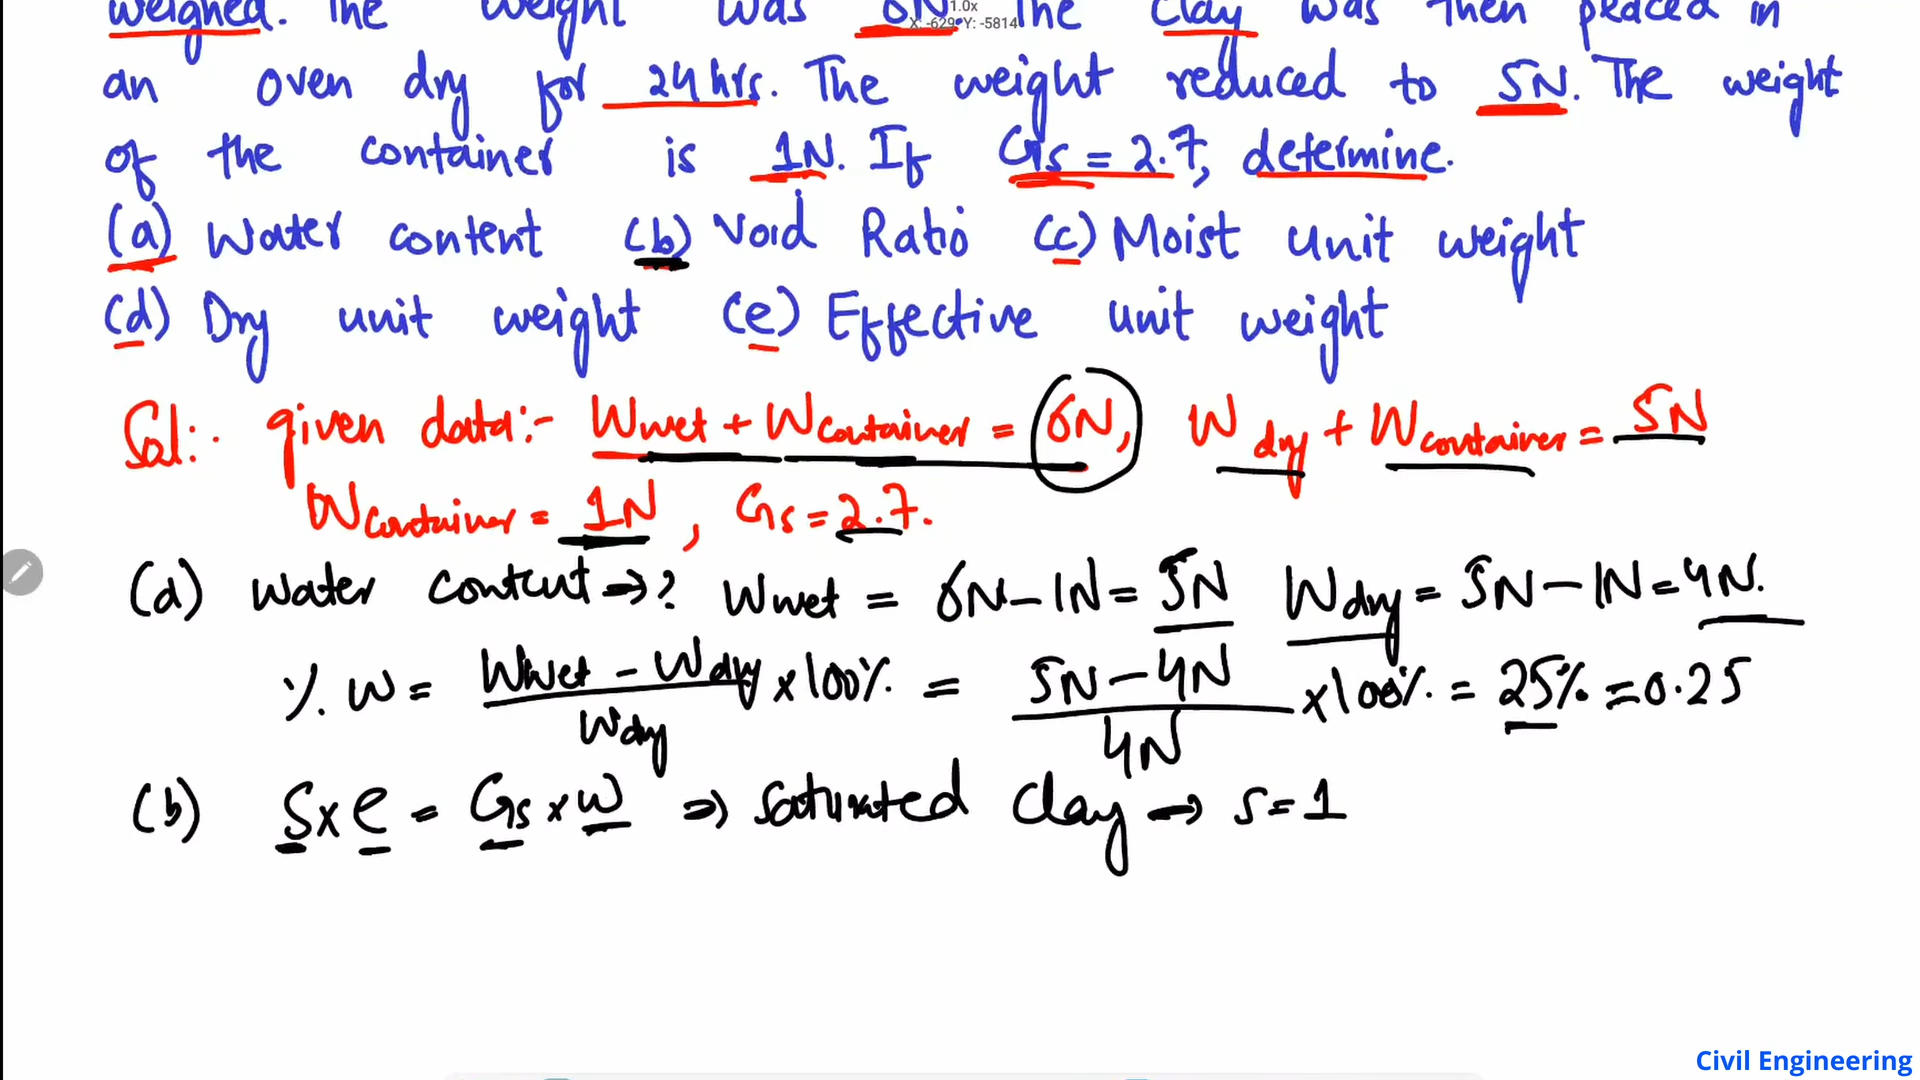 weighed. The weight was 6N. The clay was then placed in
1.0x
X: -629 Y: -5814
an oven dry for 24 hrs. The weight reduced to 5N. The weight
of the container is 1N. If Gs = 2.7, determine.
(a) Water content (b) Void Ratio (c) Moist unit weight
(d) Dry unit weight (e) Effective unit weight
Sol:. given data:- Wwet + Wcontainer = 6N, Wdry + Wcontainer = 5N
Wcontainer = 1N, Gs = 2.7.
(a) Water content ⇒? Wwet = 6N - 1N = 5N Wdry = 5N - 1N = 4N.
%. w = Wwet - Wdry / Wdry x 100% = 5N - 4N / 4N x 100% = 25% = 0.25
(b) S x e = Gs x w ⇒ saturated clay → S = 1
Civil Engineering